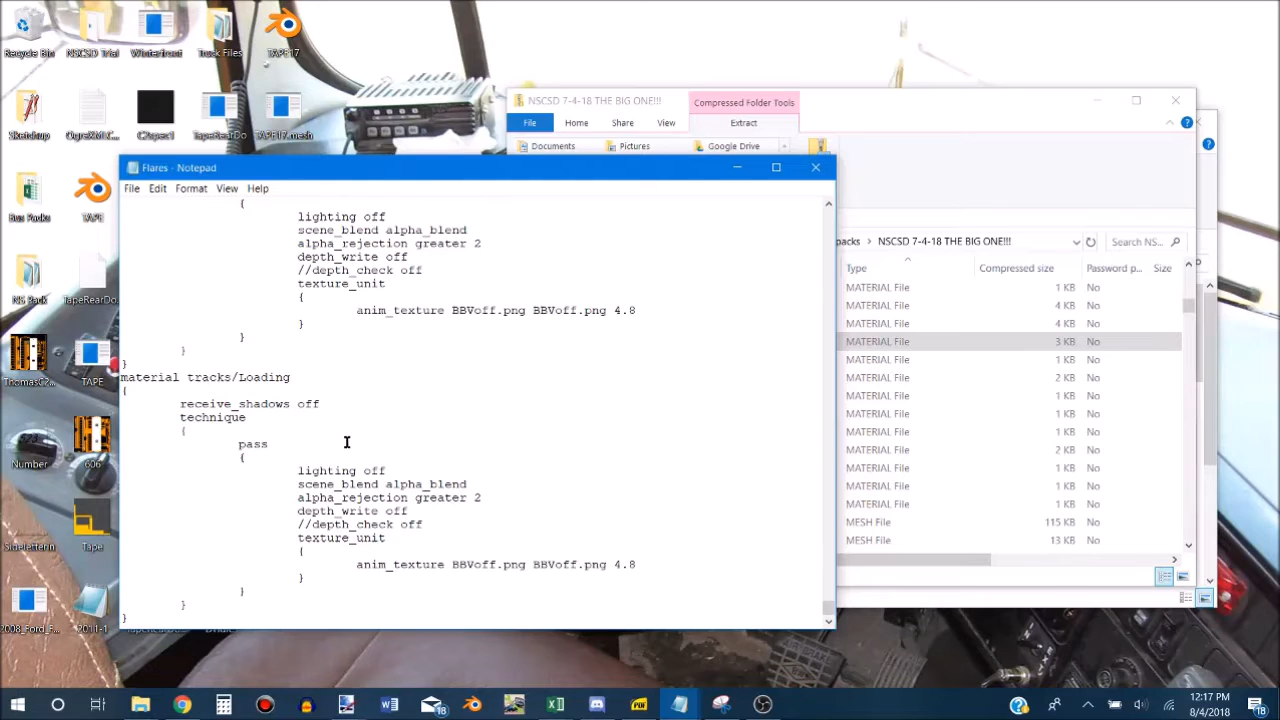 Recycle Bin
NSCSD Trial
Winterfroof
Truck Files
TAPE17
Sketchup
OgreXMLC...
C2spec1
TapeRearDo
TAPE17.mesh
Bus Packs
TAPE
NS Pack
TapeRearDo...
ThomasC2...
TAPE
Number
606
Sideletterin
Tape
2008_Ford_F...
2011-1
NSCSD 7-4-18 THE BIG ONE!!!
Compressed Folder Tools
File
Home
Share
View
Extract
Documents
Pictures
Google Drive
packs > NSCSD 7-4-18 THE BIG ONE!!!
Search NS...
Type
Compressed size
Password p...
Size
MATERIAL File 1 KB No
MATERIAL File 4 KB No
MATERIAL File 4 KB No
MATERIAL File 3 KB No
MATERIAL File 1 KB No
MATERIAL File 2 KB No
MATERIAL File 1 KB No
MATERIAL File 1 KB No
MATERIAL File 1 KB No
MATERIAL File 2 KB No
MATERIAL File 1 KB No
MATERIAL File 1 KB No
MATERIAL File 1 KB No
MESH File 115 KB No
MESH File 13 KB No
Flares - Notepad
File Edit Format View Help
{
lighting off
scene_blend alpha_blend
alpha_rejection greater 2
depth_write off
//depth_check off
texture_unit
{
anim_texture BBVoff.png BBVoff.png 4.8
}
}
}
}
material tracks/Loading
{
receive_shadows off
technique
{
pass
{
lighting off
scene_blend alpha_blend
alpha_rejection greater 2
depth_write off
//depth_check off
texture_unit
{
anim_texture BBVoff.png BBVoff.png 4.8
}
}
}
}
AIR BRAKE
18
12:17 PM
8/4/2018
18